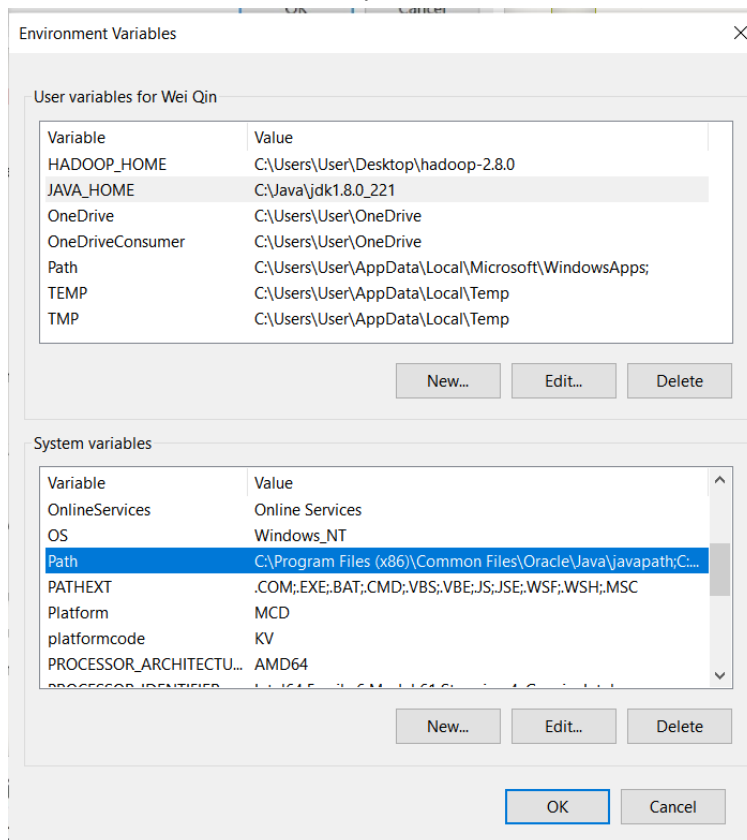 OK Cancel
Environment Variables
User variables for Wei Qin
Variable Value
HADOOP_HOME C:\Users\User\Desktop\hadoop-2.8.0
JAVA_HOME C:\Java\jdk1.8.0_221
OneDrive C:\Users\User\OneDrive
OneDriveConsumer C:\Users\User\OneDrive
Path C:\Users\User\AppData\Local\Microsoft\WindowsApps;
TEMP C:\Users\User\AppData\Local\Temp
TMP C:\Users\User\AppData\Local\Temp
New... Edit... Delete
System variables
Variable Value
OnlineServices Online Services
OS Windows_NT
Path C:\Program Files (x86)\Common Files\Oracle\Java\javapath;C:...
PATHEXT .COM;.EXE;.BAT;.CMD;.VBS;.VBE;.JS;.JSE;.WSF;.WSH;.MSC
Platform MCD
platformcode KV
PROCESSOR_ARCHITECTU... AMD64
New... Edit... Delete
OK Cancel